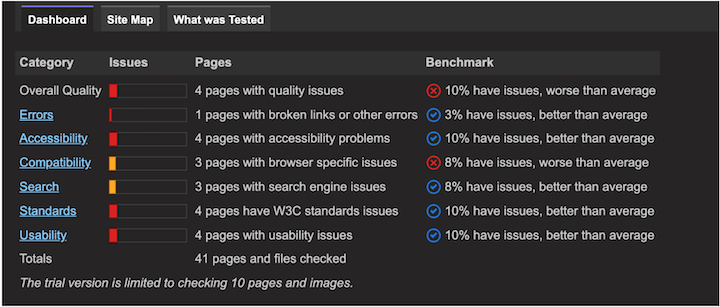 Dashboard Site Map What was Tested
Category Issues Pages Benchmark
Overall Quality 4 pages with quality issues 10% have issues, worse than average
Errors 1 pages with broken links or other errors 3% have issues, better than average
Accessibility 4 pages with accessibility problems 10% have issues, better than average
Compatibility 3 pages with browser specific issues 8% have issues, worse than average
Search 3 pages with search engine issues 8% have issues, better than average
Standards 4 pages have W3C standards issues 10% have issues, better than average
Usability 4 pages with usability issues 10% have issues, better than average
Totals 41 pages and files checked
The trial version is limited to checking 10 pages and images.